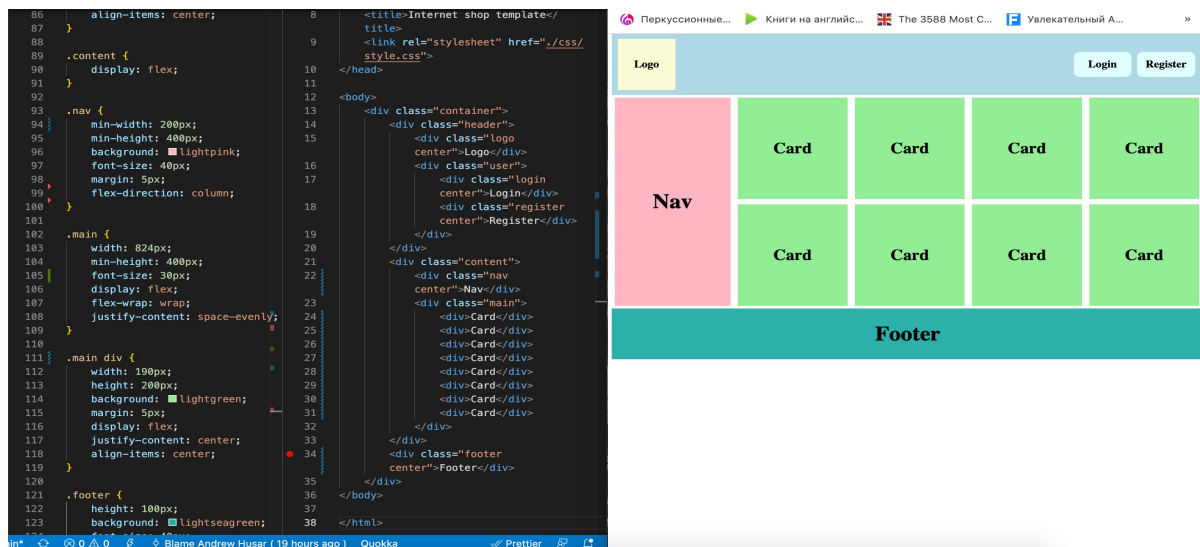 86 align-items: center;
87 }
88
89 .content {
90 display: flex;
91 }
92
93 .nav {
94 min-width: 200px;
95 min-height: 400px;
96 background: lightpink;
97 font-size: 40px;
98 margin: 5px;
99 flex-direction: column;
100 }
101
102 .main {
103 width: 824px;
104 min-height: 400px;
105 font-size: 30px;
106 display: flex;
107 flex-wrap: wrap;
108 justify-content: space-evenly;
109 }
110
111 .main div {
112 width: 190px;
113 height: 200px;
114 background: lightgreen;
115 margin: 5px;
116 display: flex;
117 justify-content: center;
118 align-items: center;
119 }
120
121 .footer {
122 height: 100px;
123 background: lightseagreen;
8 <title>Internet shop template</
title>
9 <link rel="stylesheet" href="./css/
style.css">
10 </head>
11
12 <body>
13 <div class="container">
14 <div class="header">
15 <div class="logo
center">Logo</div>
16 <div class="user">
17 <div class="login
center">Login</div>
18 <div class="register
center">Register</div>
19 </div>
20 </div>
21 <div class="content">
22 <div class="nav
center">Nav</div>
23 <div class="main">
24 <div>Card</div>
25 <div>Card</div>
26 <div>Card</div>
27 <div>Card</div>
28 <div>Card</div>
29 <div>Card</div>
30 <div>Card</div>
31 <div>Card</div>
32 </div>
33 </div>
34 <div class="footer
center">Footer</div>
35 </div>
36 </body>
37
38 </html>
0 0 Blame Andrew Husar ( 19 hours ago ) Quokka Prettier
Перкуссионные... Книги на английс... The 3588 Most C... Увлекательный А... »
Logo Login Register
Nav
Card Card Card Card
Card Card Card Card
Footer